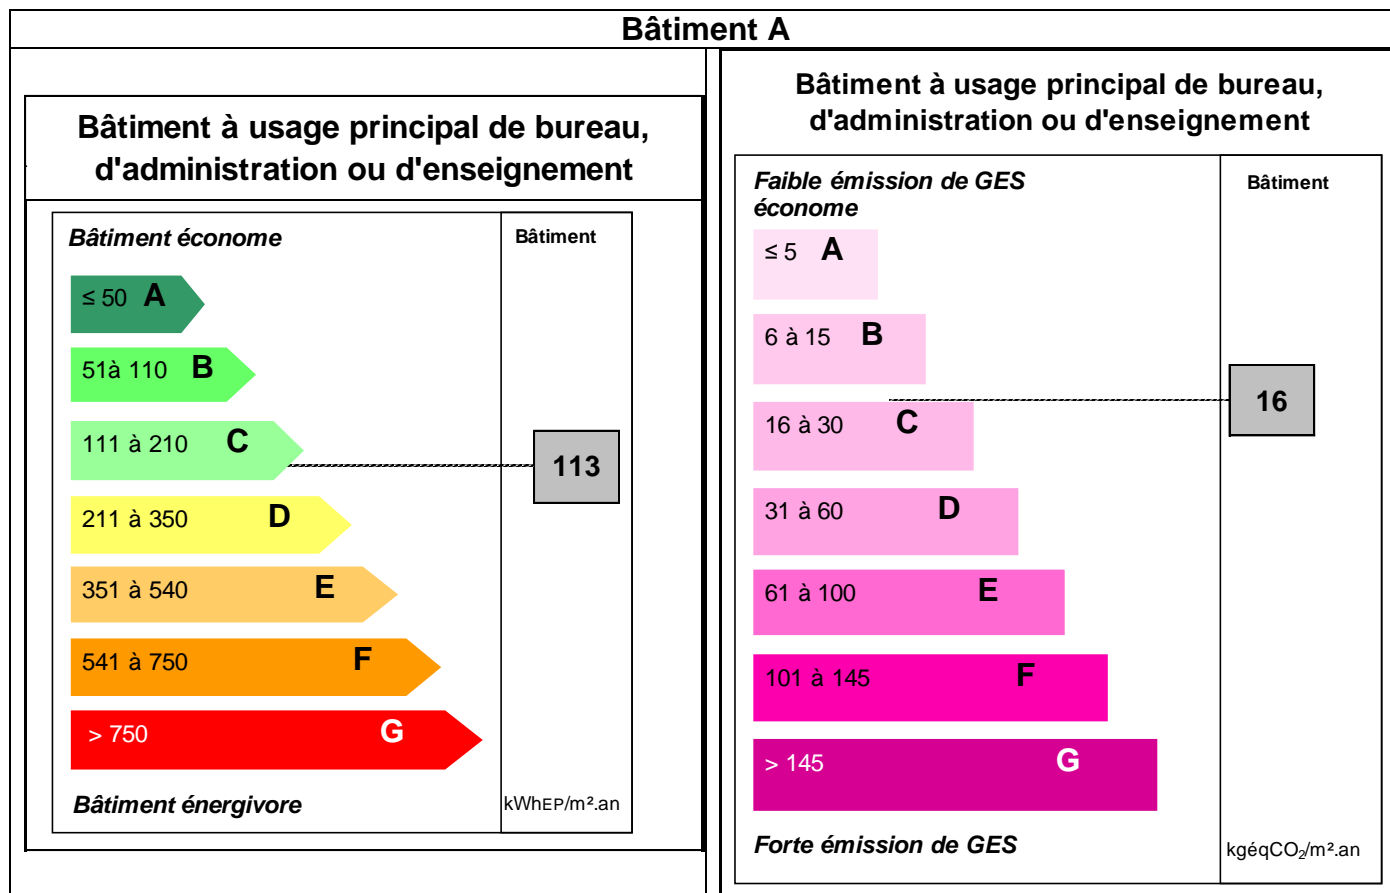 Bâtiment A
Bâtiment à usage principal de bureau,
d'administration ou d'enseignement
Bâtiment économe
Bâtiment
≤ 50 A
51à 110 B
111 à 210 C
113
211 à 350 D
351 à 540 E
541 à 750 F
> 750 G
Bâtiment énergivore
kWhEP/m².an
Bâtiment à usage principal de bureau,
d'administration ou d'enseignement
Faible émission de GES
économe
Bâtiment
≤ 5 A
6 à 15 B
16
16 à 30 C
31 à 60 D
61 à 100 E
101 à 145 F
> 145 G
Forte émission de GES
kgéqCO₂/m².an